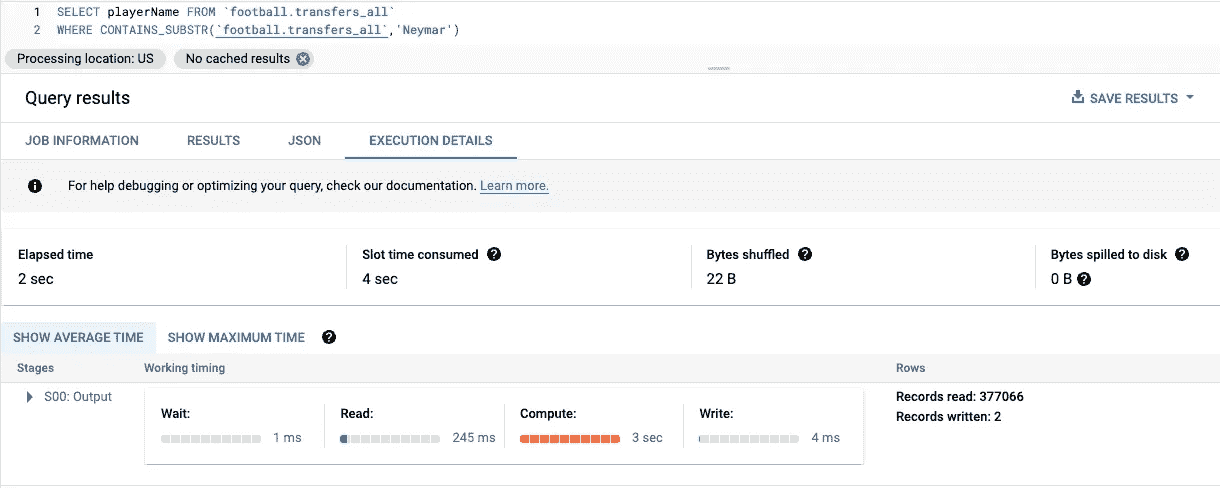 1 SELECT playerName FROM `football.transfers_all`
2 WHERE CONTAINS_SUBSTR(`football.transfers_all`,'Neymar')
Processing location: US No cached results
Query results SAVE RESULTS
JOB INFORMATION RESULTS JSON EXECUTION DETAILS
For help debugging or optimizing your query, check our documentation. Learn more.
Elapsed time Slot time consumed Bytes shuffled Bytes spilled to disk
2 sec 4 sec 22 B 0 B
SHOW AVERAGE TIME SHOW MAXIMUM TIME
Stages Working timing Rows
S00: Output
Wait: Read: Compute: Write:
1 ms 245 ms 3 sec 4 ms
Records read: 377066
Records written: 2